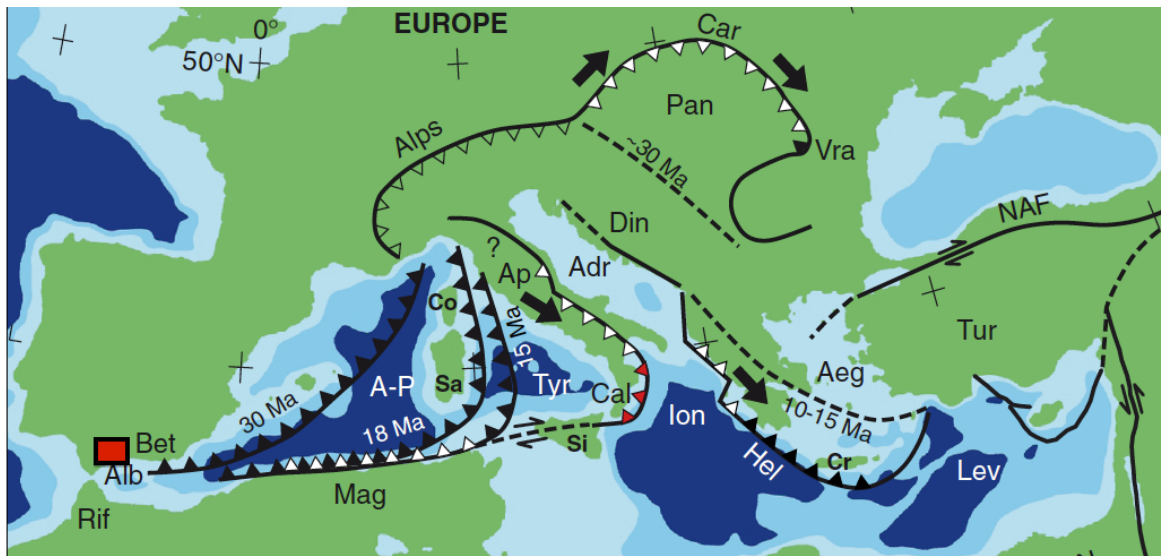 EUROPE
0°
50°N
Car
Pan
Alps
Vra
~30 Ma
NAF
Din
?
Ap
Adr
Co
15 Ma
Tur
A-P
Sa
Tyr
Cal
Aeg
30 Ma
18 Ma
Ion
10-15 Ma
Bet
Si
Hel
Cr
Lev
Alb
Mag
Rif